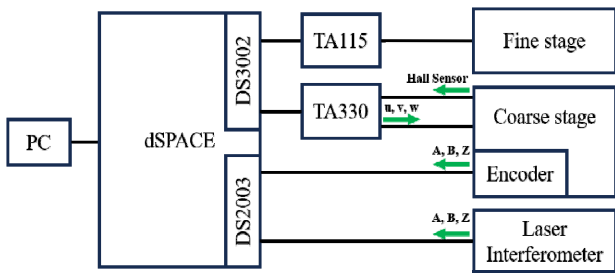 PC
dSPACE
DS3002
DS2003
TA115
TA330
Fine stage
Hall Sensor
u, v, w
Coarse stage
A, B, Z
Encoder
A, B, Z
Laser
Interferometer